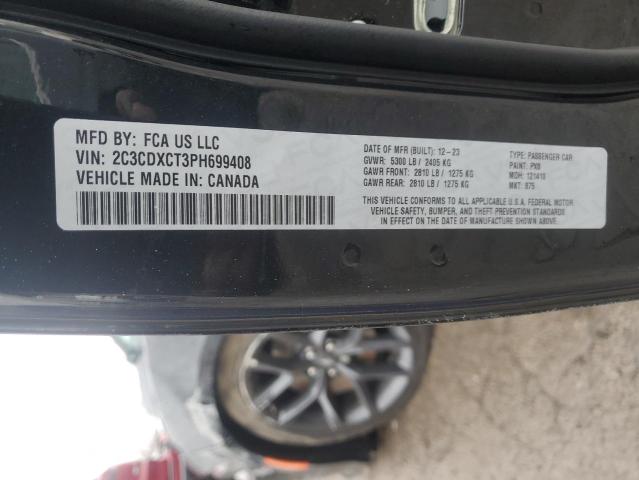 MFD BY: FCA US LLC
VIN: 2C3CDXCT3PH699408
VEHICLE MADE IN: CANADA
DATE OF MFR (BUILT): 12-23
GVWR: 5300 LB / 2405 KG
GAWR FRONT: 2810 LB / 1275 KG
GAWR REAR: 2810 LB / 1275 KG
TYPE: PASSENGER CAR
PAINT: PX8
MDH: 121410
MKT: 875
THIS VEHICLE CONFORMS TO ALL APPLICABLE U.S.A. FEDERAL MOTOR
VEHICLE SAFETY, BUMPER, AND THEFT PREVENTION STANDARDS
IN EFFECT ON THE DATE OF MANUFACTURE SHOWN ABOVE.